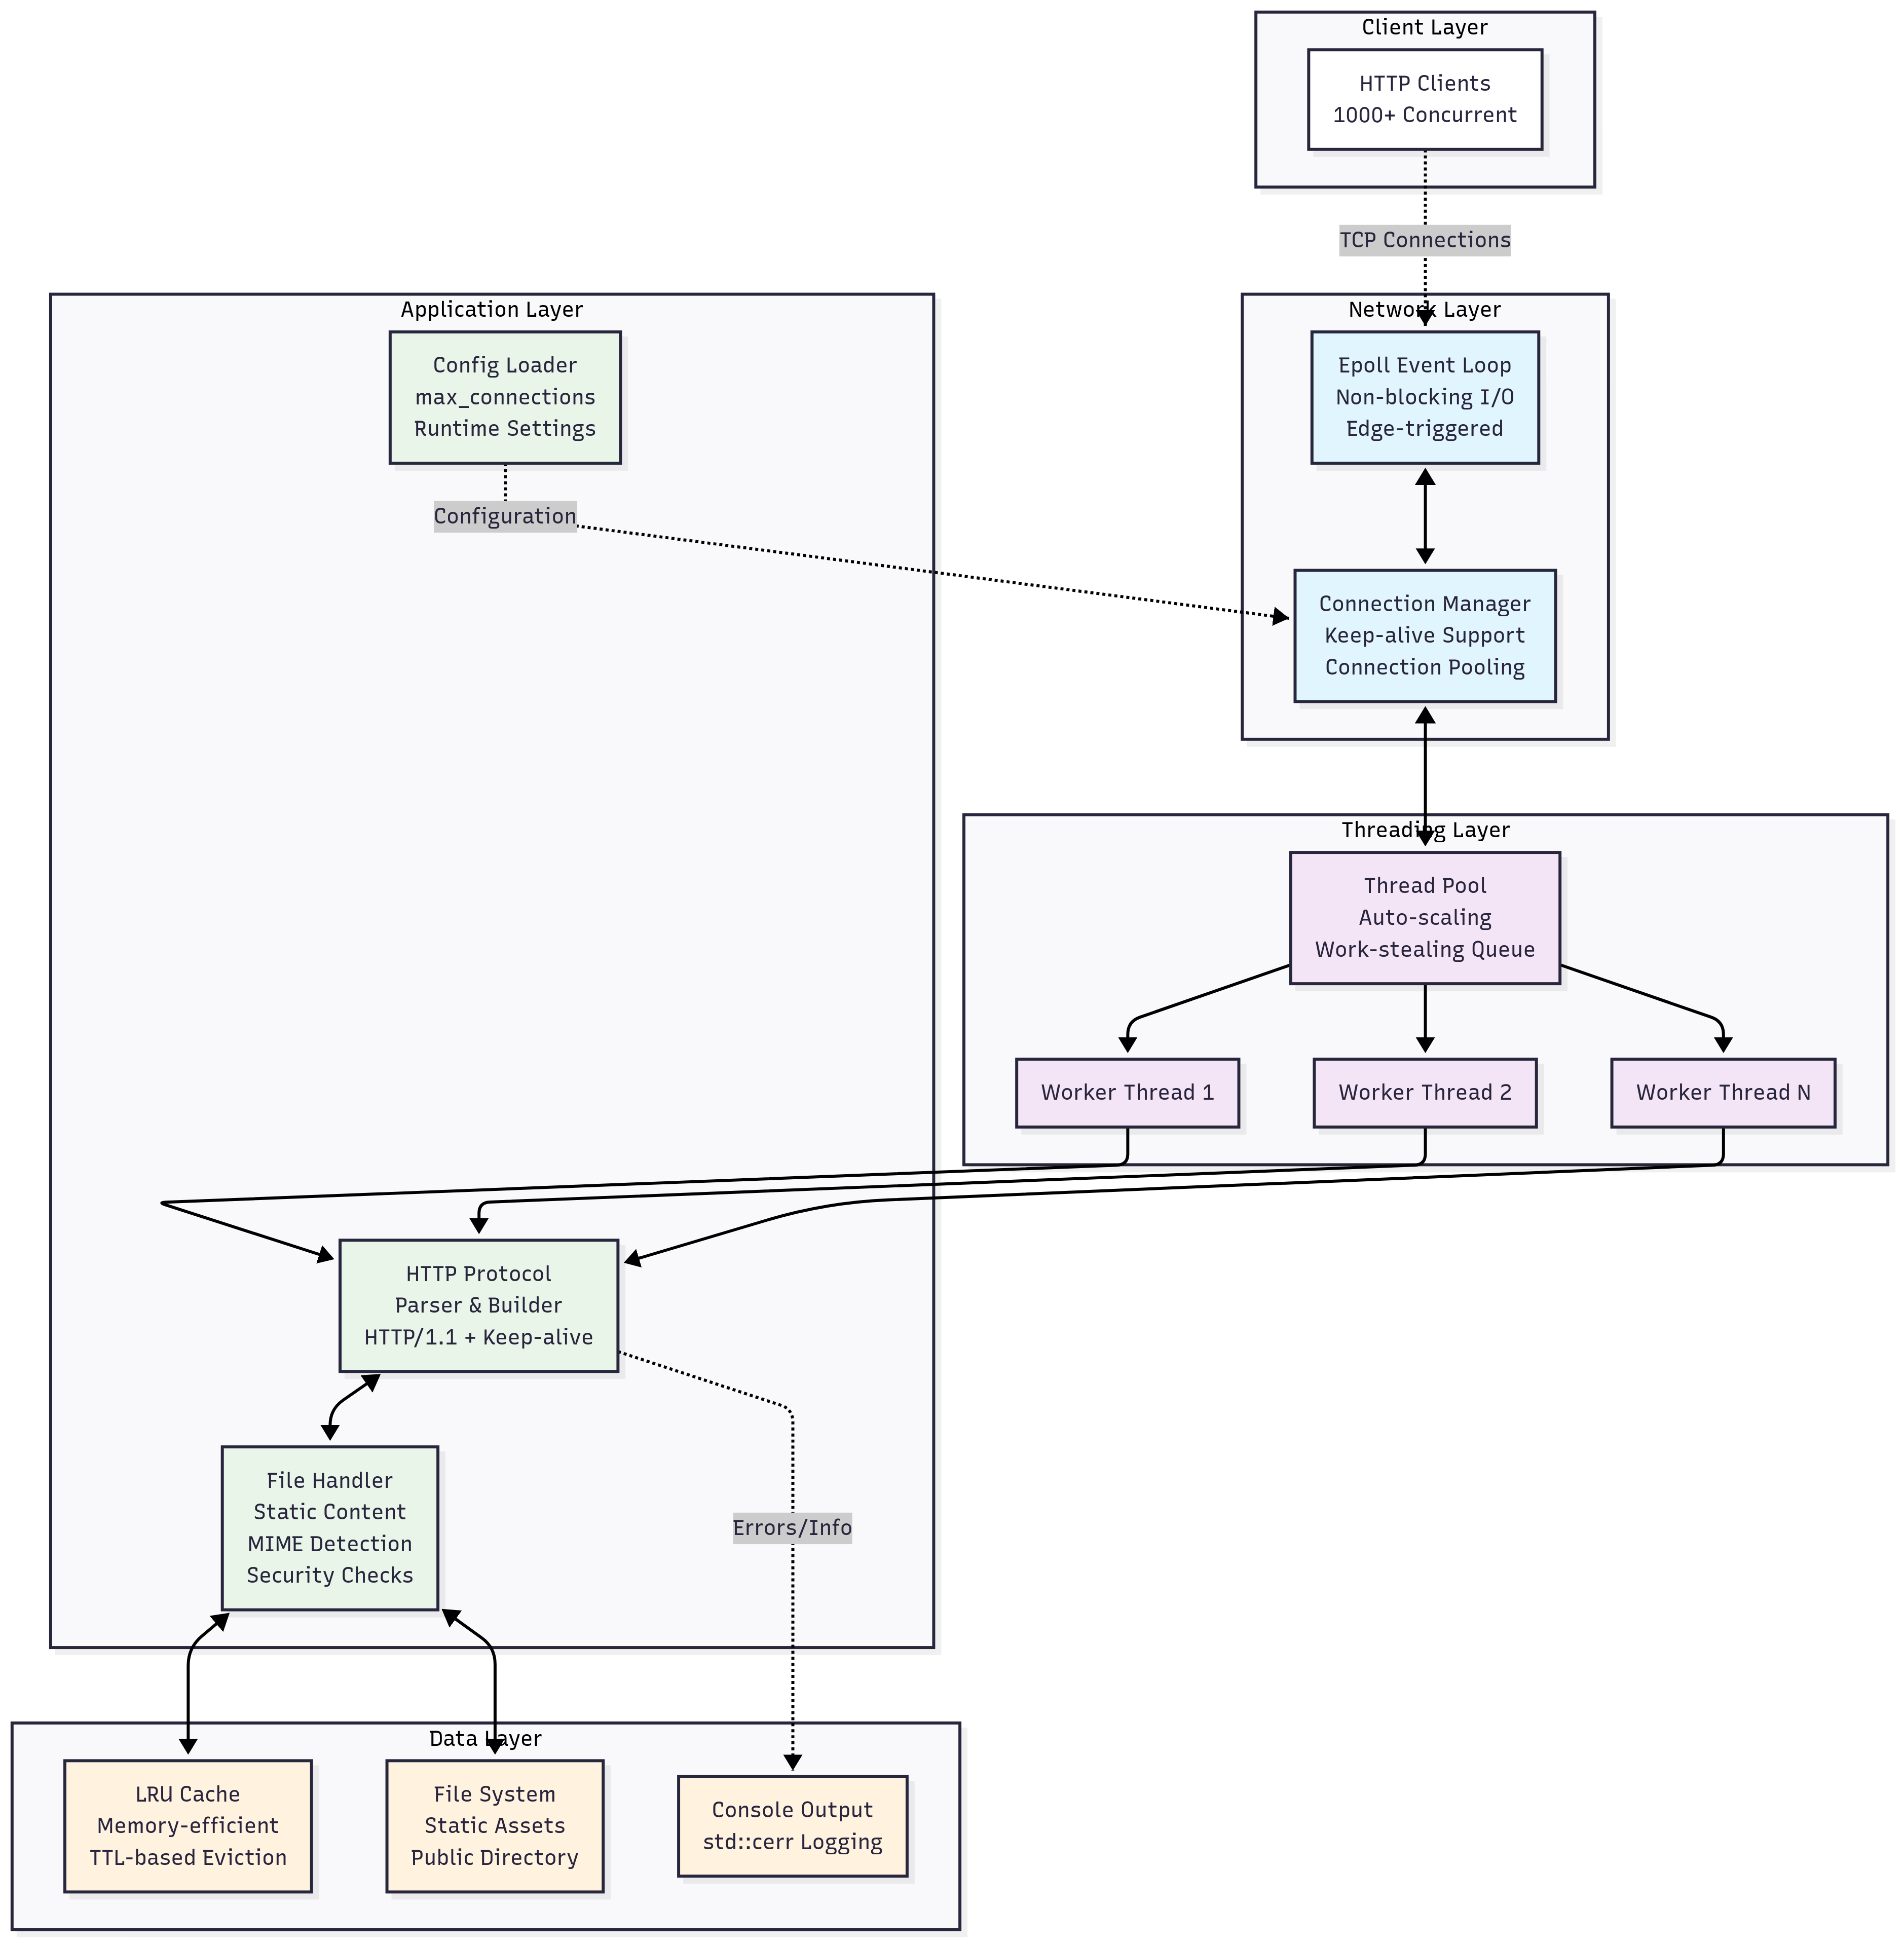 Client Layer
HTTP Clients
1000+ Concurrent
TCP Connections
Application Layer
Config Loader
max_connections
Runtime Settings
Configuration
Network Layer
Epoll Event Loop
Non-blocking I/O
Edge-triggered
Connection Manager
Keep-alive Support
Connection Pooling
Threading Layer
Thread Pool
Auto-scaling
Work-stealing Queue
Worker Thread 1
Worker Thread 2
Worker Thread N
HTTP Protocol
Parser & Builder
HTTP/1.1 + Keep-alive
File Handler
Static Content
MIME Detection
Security Checks
Errors/Info
Data Layer
LRU Cache
Memory-efficient
TTL-based Eviction
File System
Static Assets
Public Directory
Console Output
std::cerr Logging